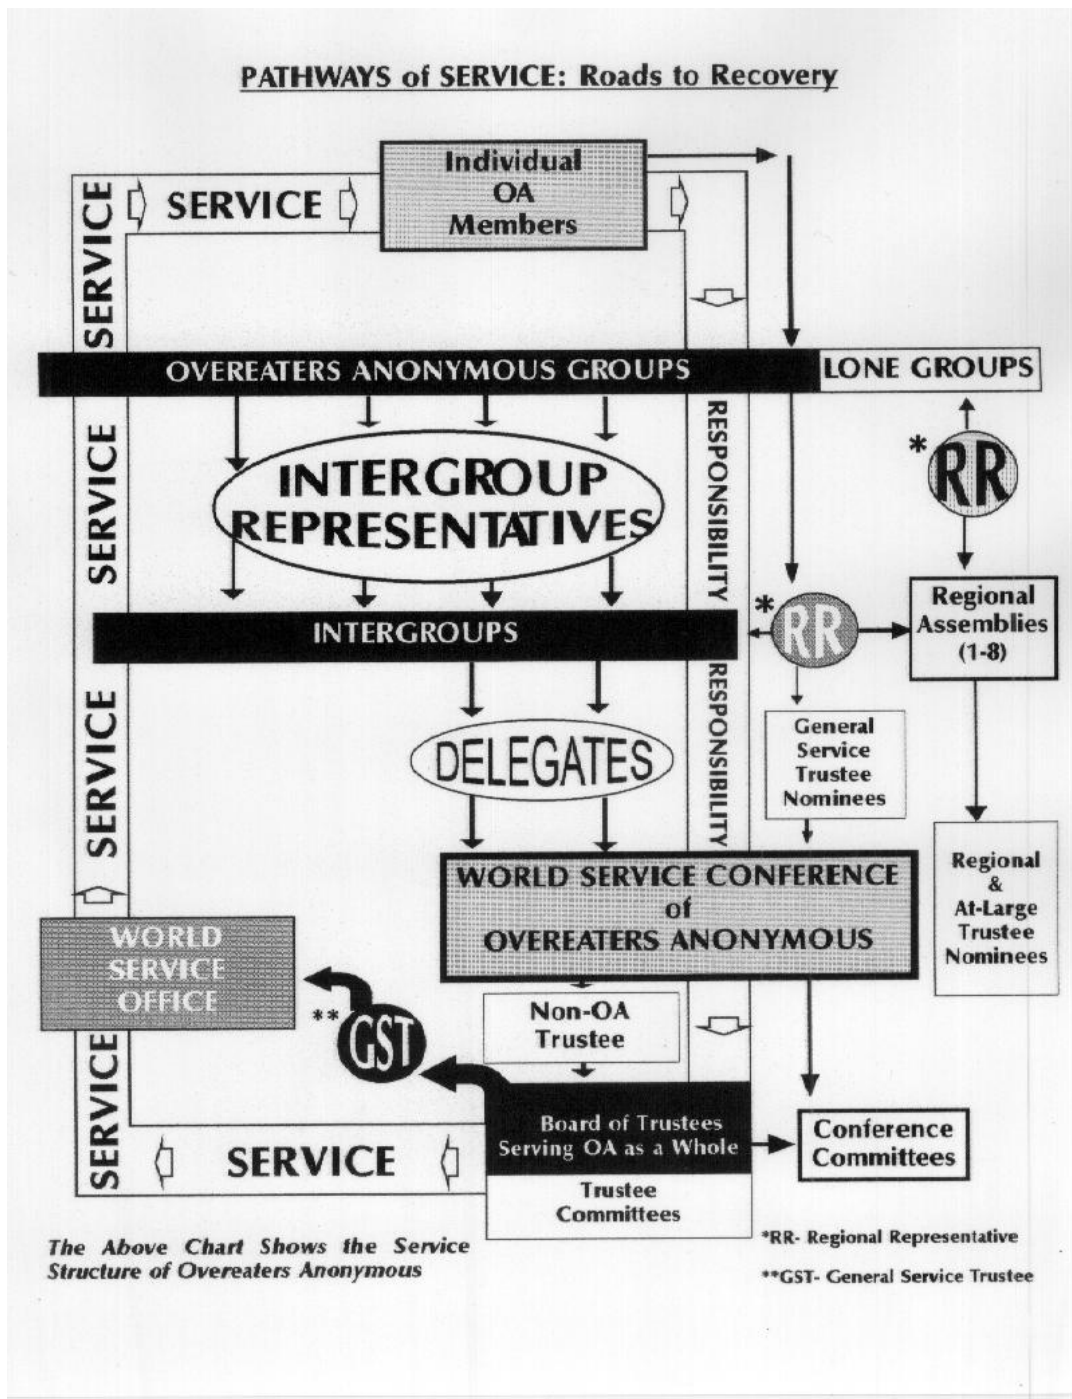 PATHWAYS of SERVICE: Roads to Recovery
Individual
OA
Members
SERVICE
SERVICE
OVEREATERS ANONYMOUS GROUPS
LONE GROUPS
SERVICE
RESPONSIBILITY
*RR
INTERGROUP
REPRESENTATIVES
*RR
Regional
Assemblies
(1-8)
INTERGROUPS
SERVICE
RESPONSIBILITY
General
Service
Trustee
Nominees
DELEGATES
Regional
&
At-Large
Trustee
Nominees
WORLD SERVICE CONFERENCE
of
OVEREATERS ANONYMOUS
WORLD
SERVICE
OFFICE
**GST
Non-OA
Trustee
SERVICE
SERVICE
Board of Trustees
Serving OA as a Whole
Trustee
Committees
Conference
Committees
The Above Chart Shows the Service
Structure of Overeaters Anonymous
*RR- Regional Representative
**GST- General Service Trustee